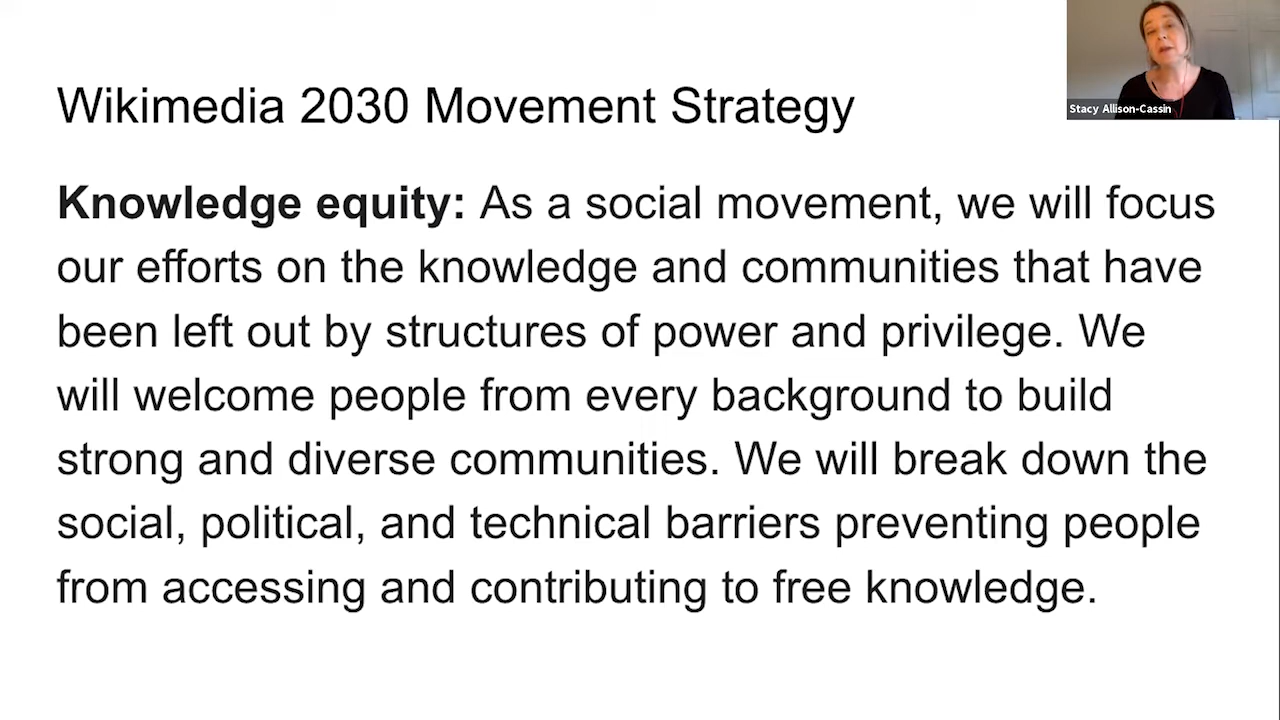 Wikimedia 2030 Movement Strategy
Stacy Allison-Cassin
Knowledge equity: As a social movement, we will focus
our efforts on the knowledge and communities that have
been left out by structures of power and privilege. We
will welcome people from every background to build
strong and diverse communities. We will break down the
social, political, and technical barriers preventing people
from accessing and contributing to free knowledge.